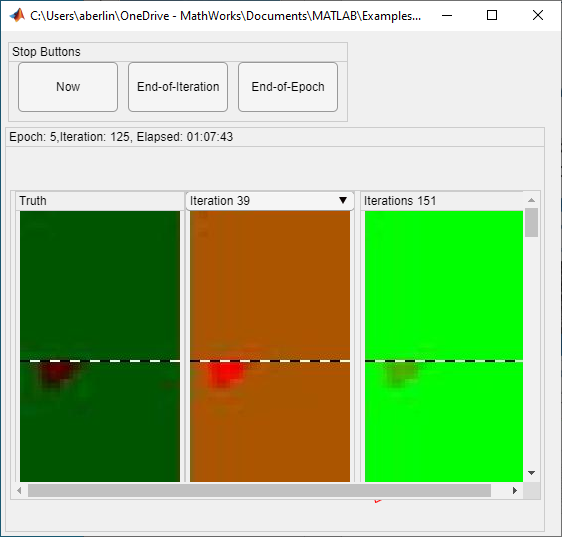 C:\Users\aberlin\OneDrive - MathWorks\Documents\MATLAB\Examples...
Stop Buttons
Now
End-of-Iteration
End-of-Epoch
Epoch: 5,Iteration: 125, Elapsed: 01:07:43
Truth
Iteration 39
Iterations 151